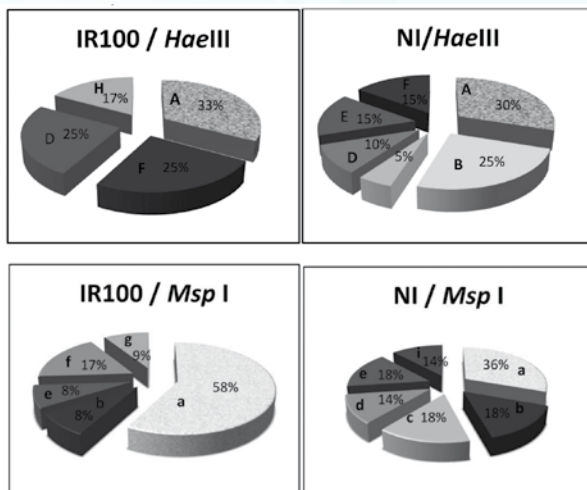 IR100 / HaeIII
H
17%
A
33%
D 25%
F
25%
NI/HaeIII
F
15%
A
30%
E 15%
D
10%
5%
B
25%
IR100 / Msp I
g
9%
f
17%
e 8%
b
8%
a
58%
NI / Msp I
i
14%
36%
a
e
18%
d
14%
c 18%
18%
b